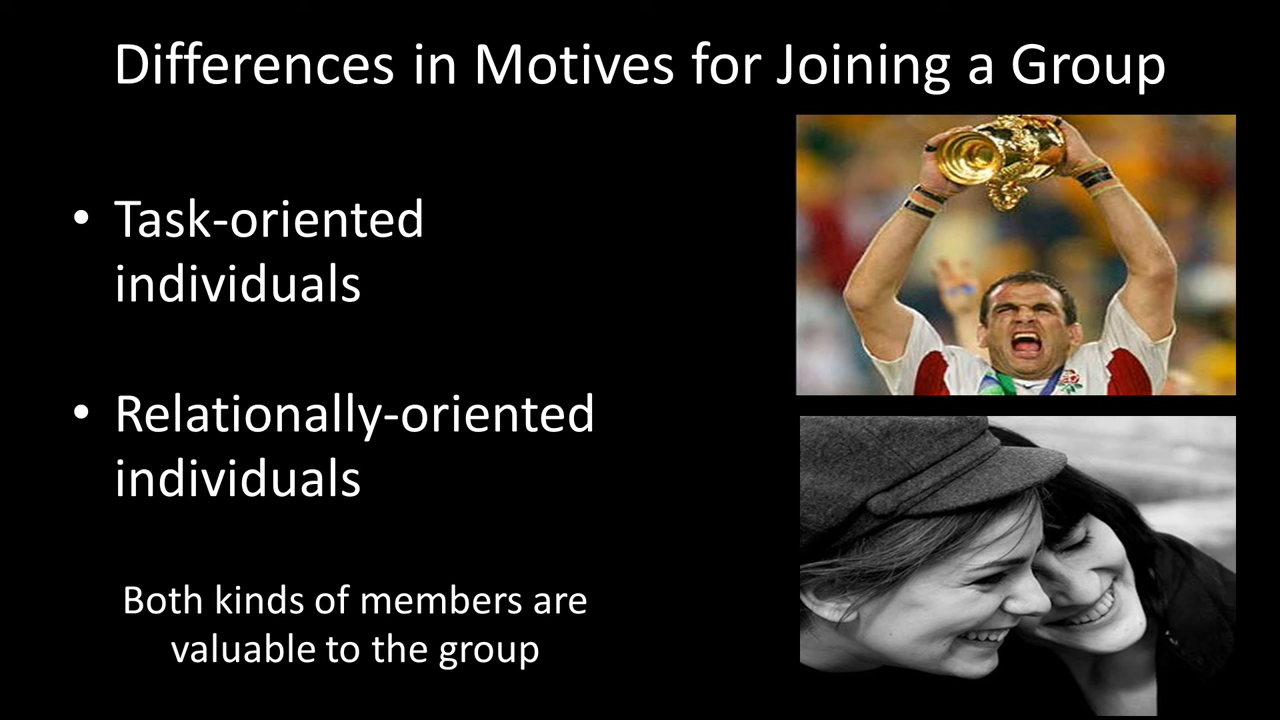 Differences in Motives for Joining a Group
• Task-oriented
individuals
• Relationally-oriented
individuals
Both kinds of members are
valuable to the group